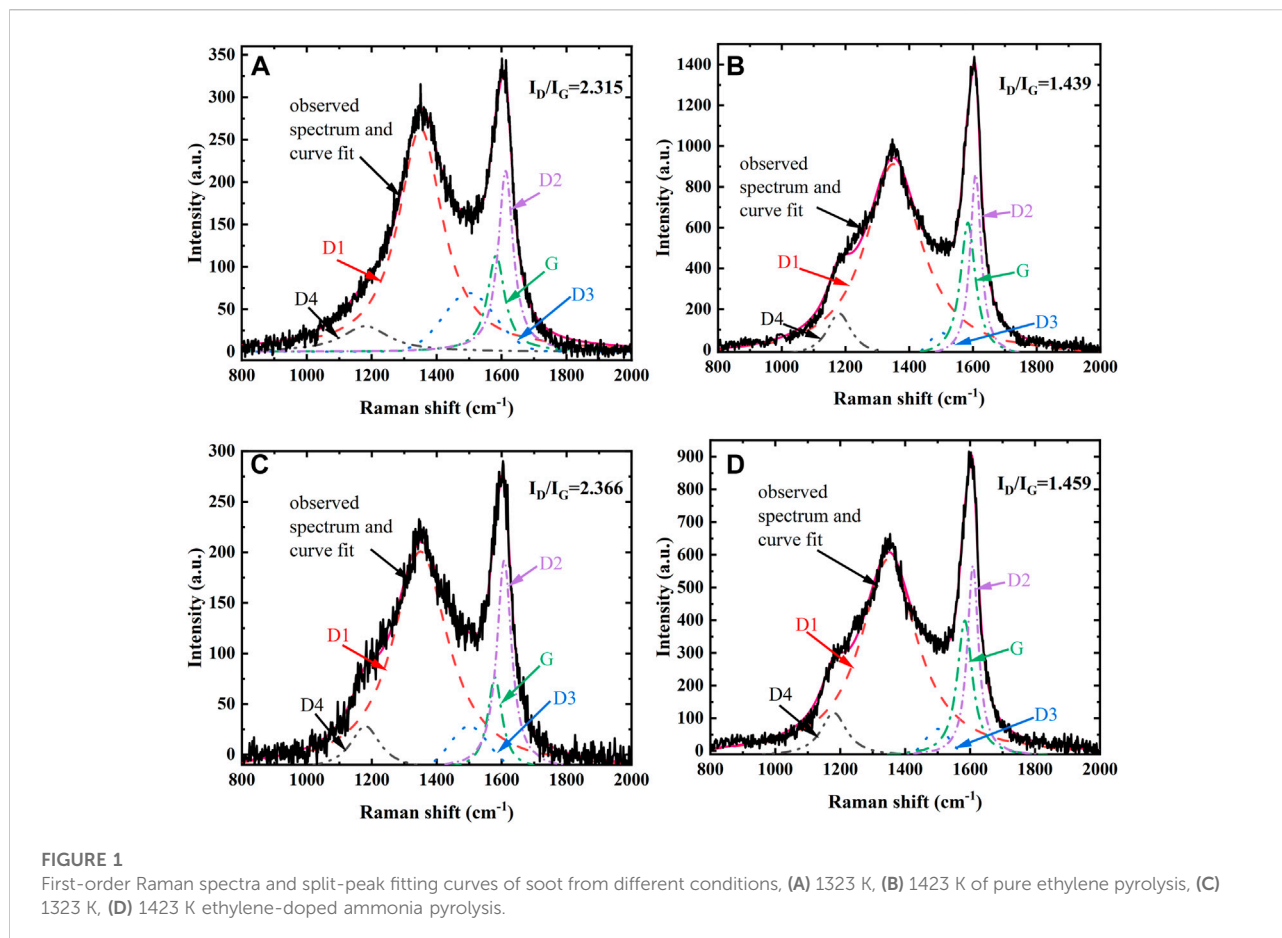 A
I_D/I_G=2.315
observed
spectrum and
curve fit
D2
D1
G
D4
D3
Intensity (a.u.)
350
300
250
200
150
100
50
0
800 1000 1200 1400 1600 1800 2000
Raman shift (cm⁻¹)
B
I_D/I_G=1.439
observed
spectrum and
curve fit
D2
D1
G
D4
D3
Intensity (a.u.)
1400
1200
1000
800
600
400
200
0
800 1000 1200 1400 1600 1800 2000
Raman shift (cm⁻¹)
C
I_D/I_G=2.366
observed
spectrum and
curve fit
D2
D1
G
D4
D3
Intensity (a.u.)
300
250
200
150
100
50
0
800 1000 1200 1400 1600 1800 2000
Raman shift (cm⁻¹)
D
I_D/I_G=1.459
observed
spectrum and
curve fit
D2
D1
G
D4
D3
Intensity (a.u.)
900
800
700
600
500
400
300
200
100
0
800 1000 1200 1400 1600 1800 2000
Raman shift (cm⁻¹)
FIGURE 1
First-order Raman spectra and split-peak fitting curves of soot from different conditions, (A) 1323 K, (B) 1423 K of pure ethylene pyrolysis, (C)
1323 K, (D) 1423 K ethylene-doped ammonia pyrolysis.